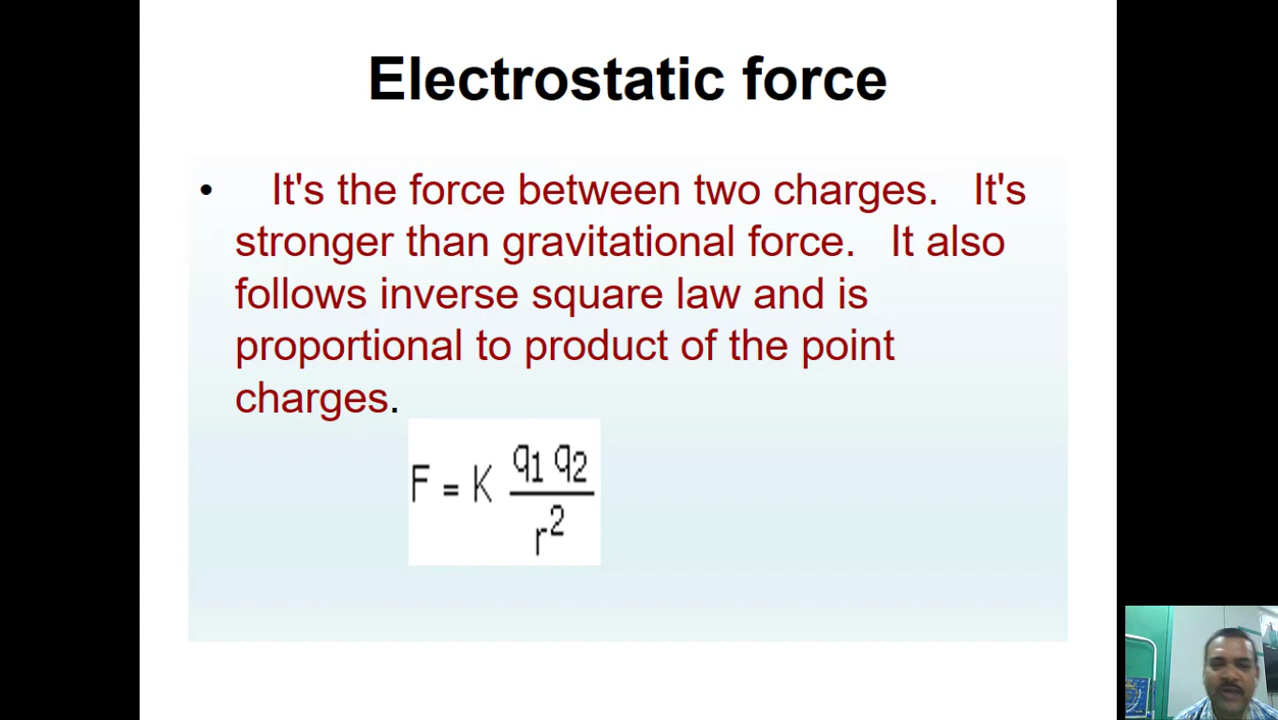 Electrostatic force
• It's the force between two charges. It's
stronger than gravitational force. It also
follows inverse square law and is
proportional to product of the point
charges.
F = K q1 q2 / r²